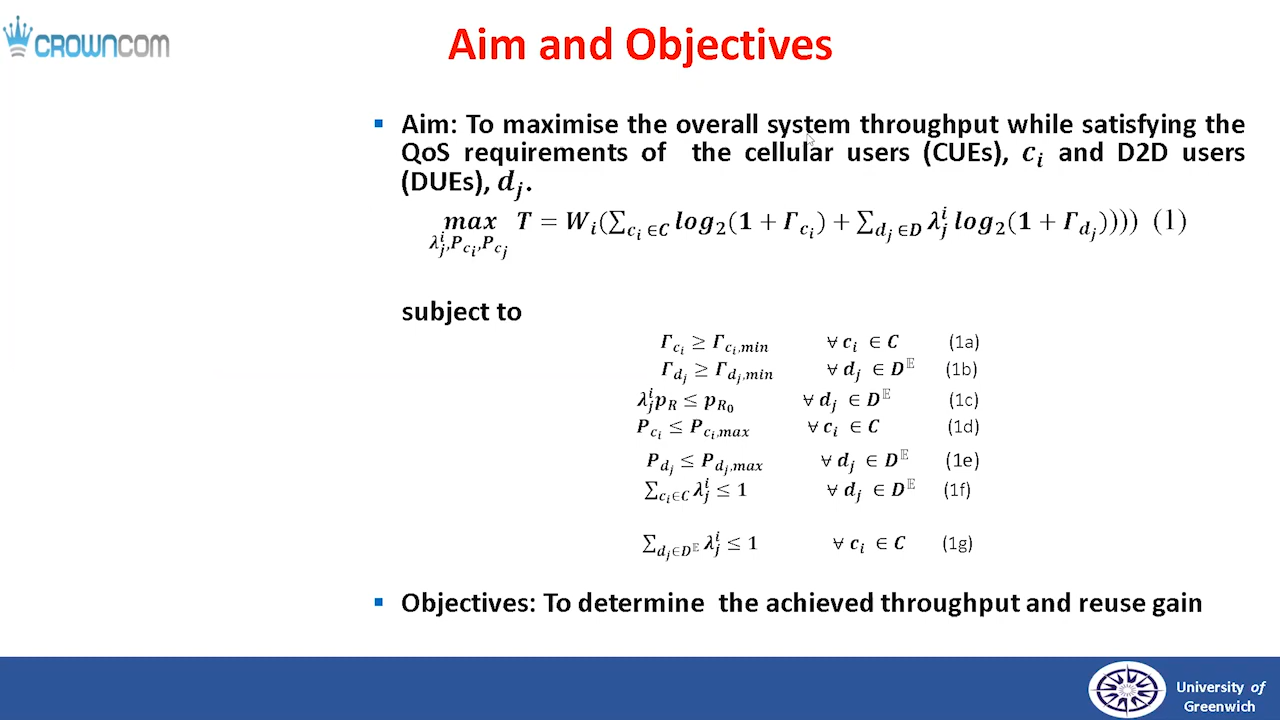 CROWNCOM
Aim and Objectives
▪ Aim: To maximise the overall system throughput while satisfying the
QoS requirements of the cellular users (CUEs), c_i and D2D users
(DUEs), d_j.
max_{λ_j^i,P_{c_i},P_{c_j}} T = W_i(∑_{c_i∈C} log_2(1 + Γ_{c_i}) + ∑_{d_j∈D} λ_j^i log_2(1 + Γ_{d_j})))) (1)
subject to
Γ_{c_i} ≥ Γ_{c_i,min} ∀ c_i ∈ C (1a)
Γ_{d_j} ≥ Γ_{d_j,min} ∀ d_j ∈ D^𝔼 (1b)
λ_j^i p_R ≤ p_{R_0} ∀ d_j ∈ D^𝔼 (1c)
P_{c_i} ≤ P_{c_i,max} ∀ c_i ∈ C (1d)
P_{d_j} ≤ P_{d_j,max} ∀ d_j ∈ D^𝔼 (1e)
∑_{c_i∈C} λ_j^i ≤ 1 ∀ d_j ∈ D^𝔼 (1f)
∑_{d_j∈D^𝔼} λ_j^i ≤ 1 ∀ c_i ∈ C (1g)
▪ Objectives: To determine the achieved throughput and reuse gain
University of
Greenwich